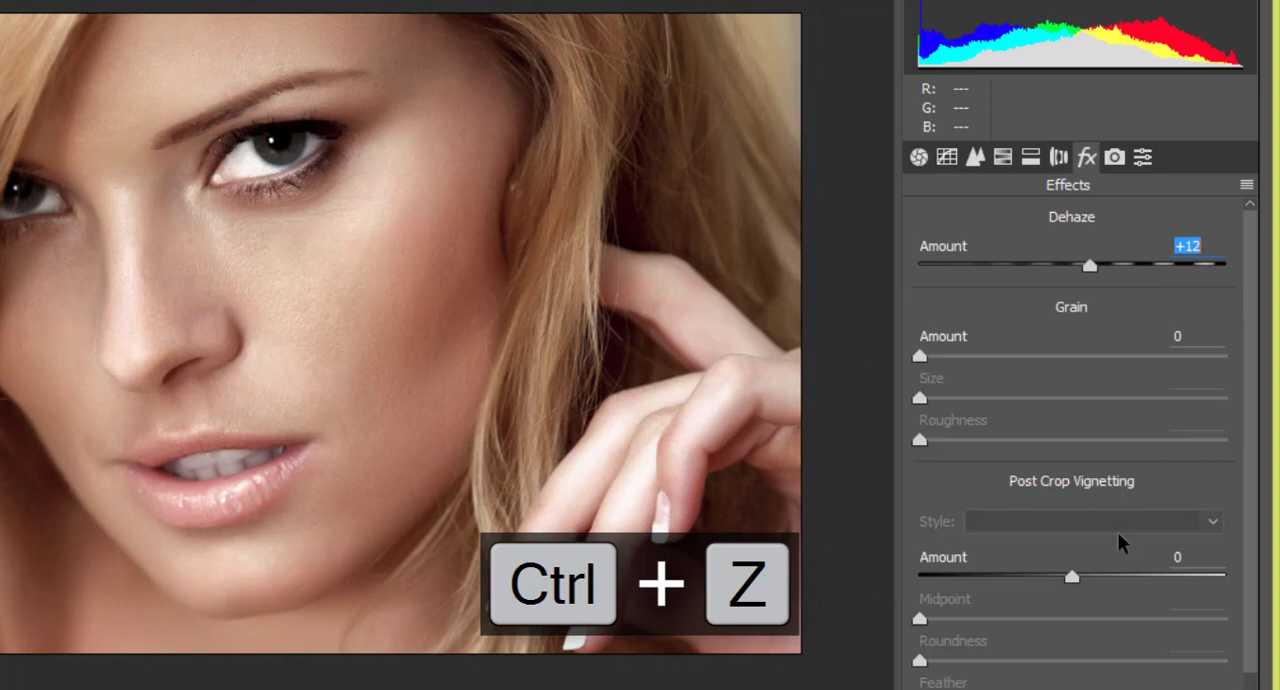 R: ---
G: ---
B: ---
fx
Effects
Dehaze
Amount +12
Grain
Amount 0
Size
Roughness
Post Crop Vignetting
Style:
Amount 0
Midpoint
Roundness
Feather
Ctrl + Z